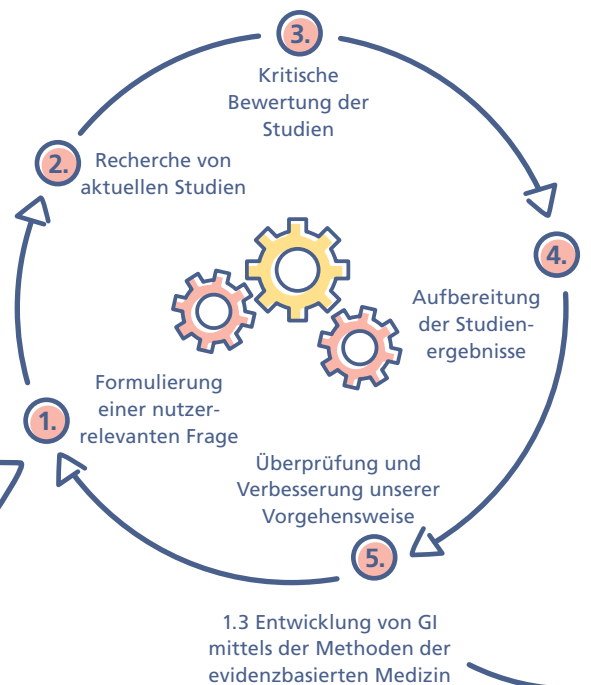 3.
Kritische
Bewertung der
Studien
2.
Recherche von
aktuellen Studien
4.
Aufbereitung
der Studien-
ergebnisse
1.
Formulierung
einer nutzer-
relevanten Frage
Überprüfung und
Verbesserung unserer
Vorgehensweise
5.
1.3 Entwicklung von GI
mittels der Methoden der
evidenzbasierten Medizin